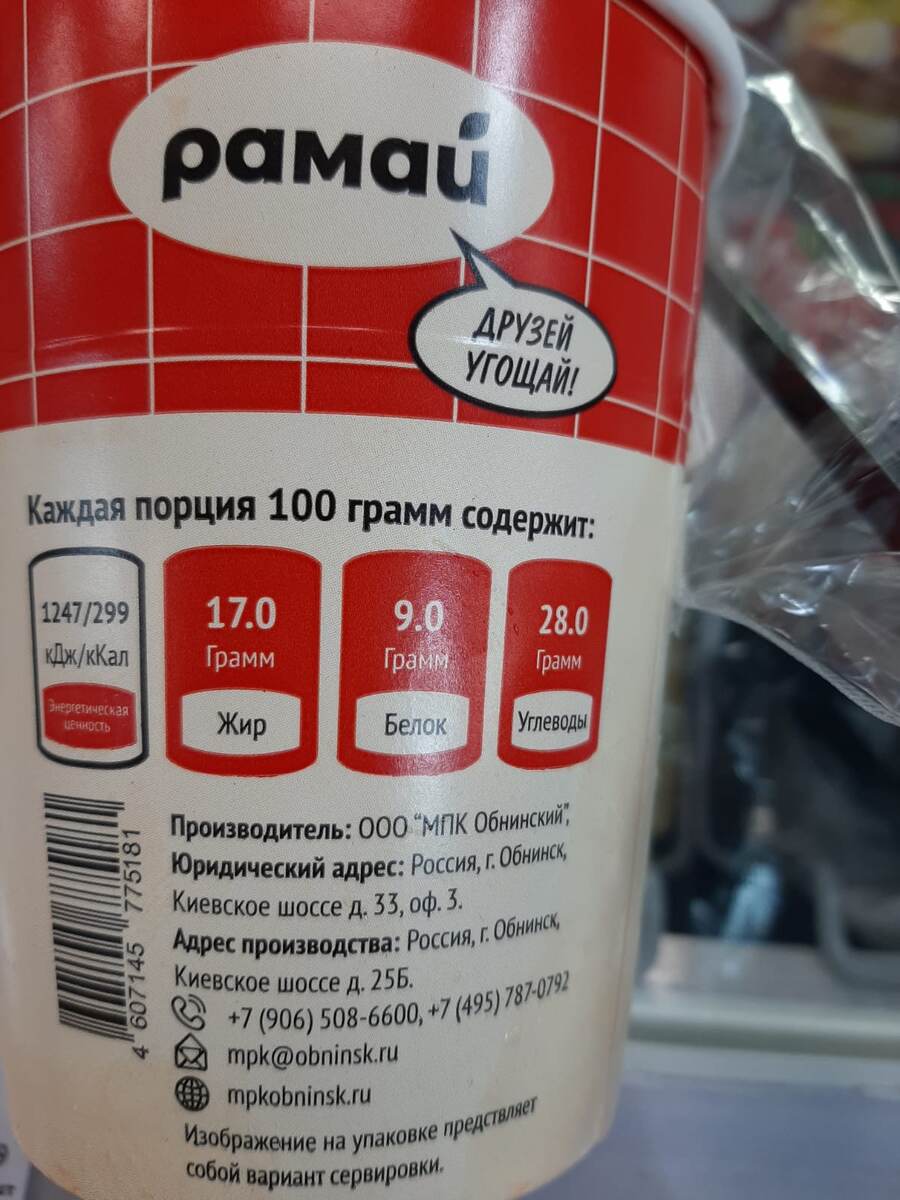 рамай
ДРУЗЕЙ
УГОЩАЙ!
Каждая порция 100 грамм содержит:
1247/299
кДж/кКал
Энергетическая
ценность
17.0
Грамм
Жир
9.0
Грамм
Белок
28.0
Грамм
Углеводы
4 607145 775181
Производитель: ООО "МПК Обнинский",
Юридический адрес: Россия, г. Обнинск,
Киевское шоссе д. 33, оф. 3.
Адрес производства: Россия, г. Обнинск,
Киевское шоссе д. 25Б.
+7 (906) 508-6600, +7 (495) 787-0792
mpk@obninsk.ru
mpkobninsk.ru
Изображение на упаковке представляет
собой вариант сервировки.